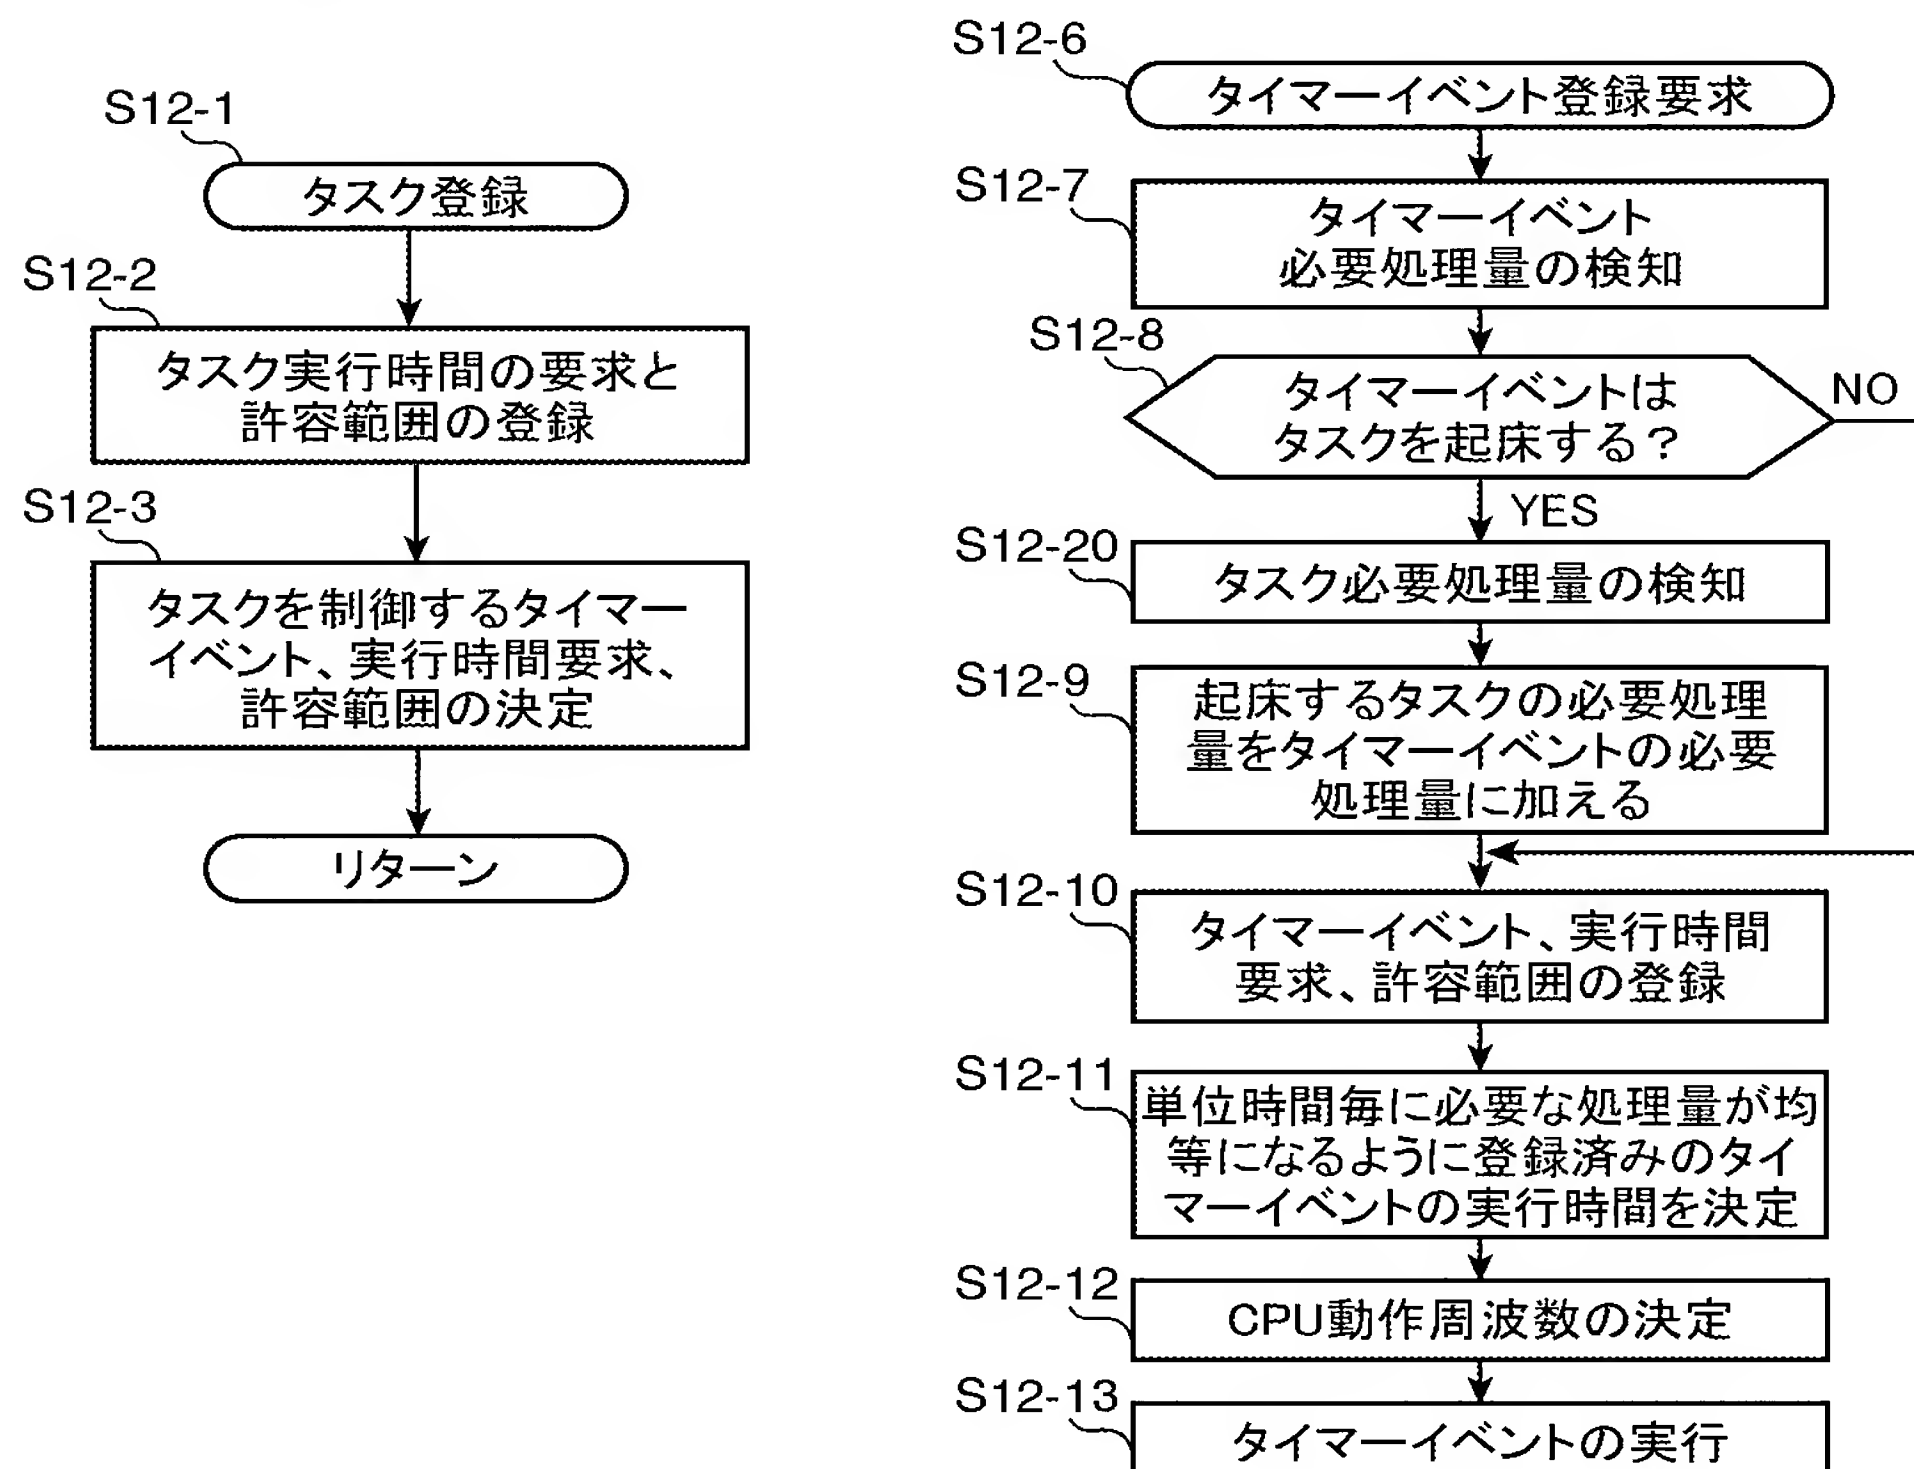 S12-1
タスク登録
S12-2
タスク実行時間の要求と
許容範囲の登録
S12-3
タスクを制御するタイマー
イベント、実行時間要求、
許容範囲の決定
リターン
S12-6
タイマーイベント登録要求
S12-7
タイマーイベント
必要処理量の検知
S12-8
タイマーイベントは
タスクを起床する？
NO
YES
S12-20
タスク必要処理量の検知
S12-9
起床するタスクの必要処理
量をタイマーイベントの必要
処理量に加える
S12-10
タイマーイベント、実行時間
要求、許容範囲の登録
S12-11
単位時間毎に必要な処理量が均
等になるように登録済みのタイ
マーイベントの実行時間を決定
S12-12
CPU動作周波数の決定
S12-13
タイマーイベントの実行